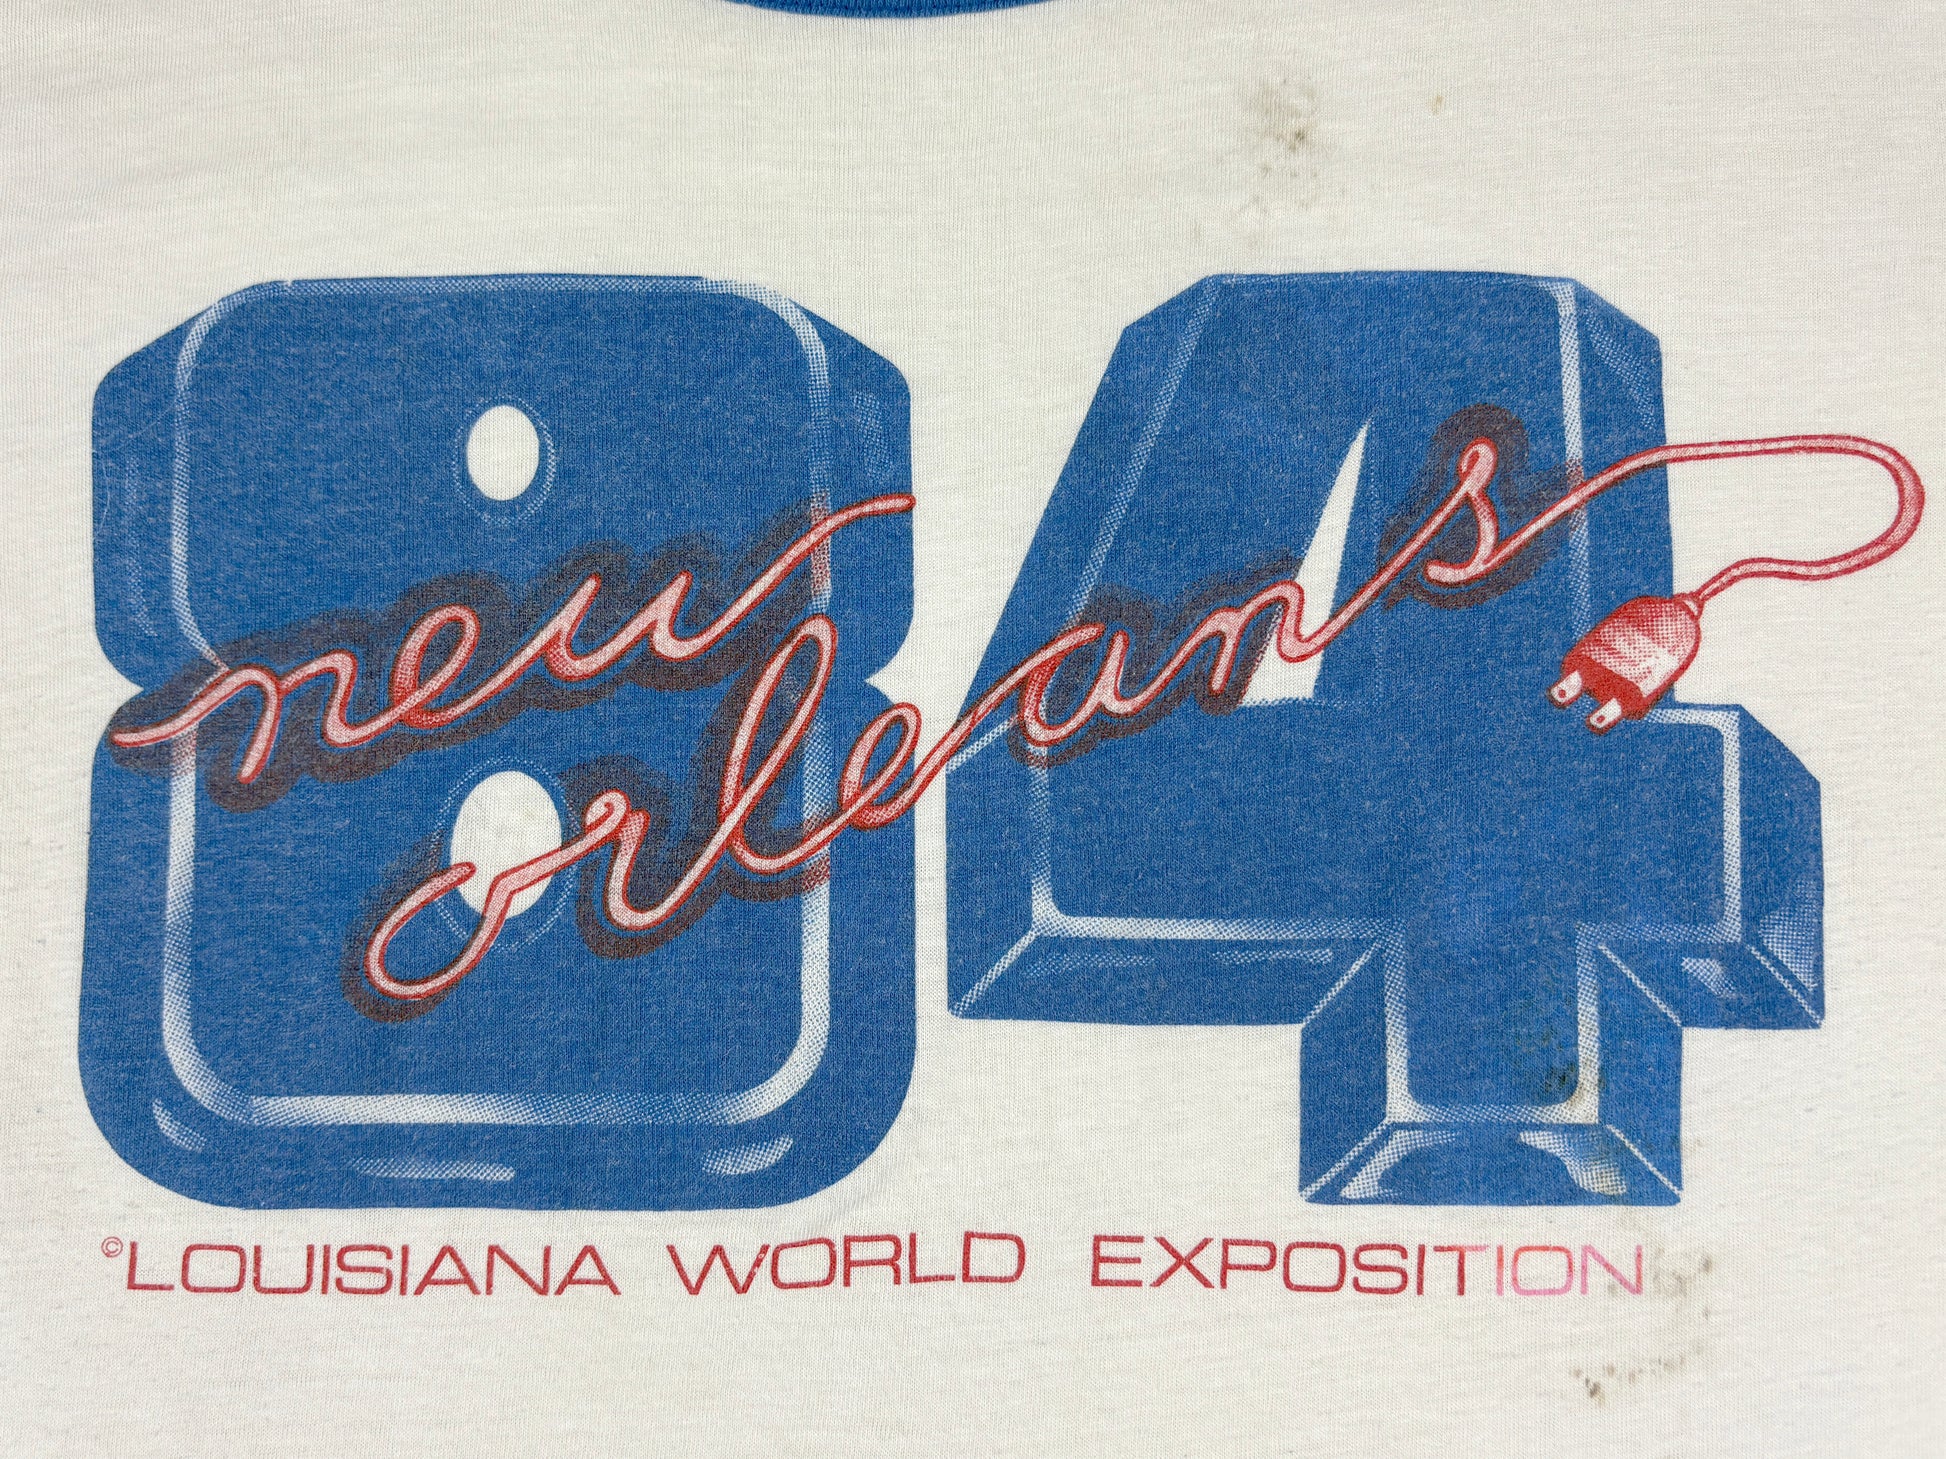 84
new
orleans
©LOUISIANA WORLD EXPOSITION